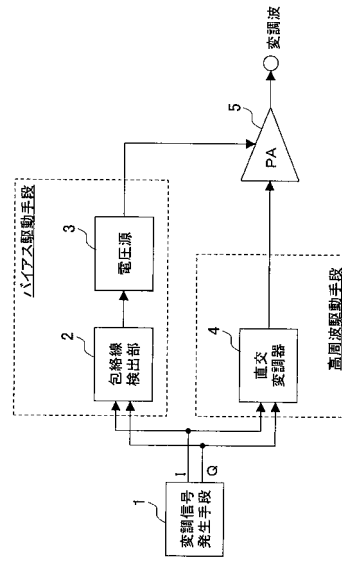 バイアス駆動手段
2
包絡線
検出部
3
電圧源
1
変調信号
発生手段
I
Q
4
直交
変調器
高周波駆動手段
5
PA
変調波